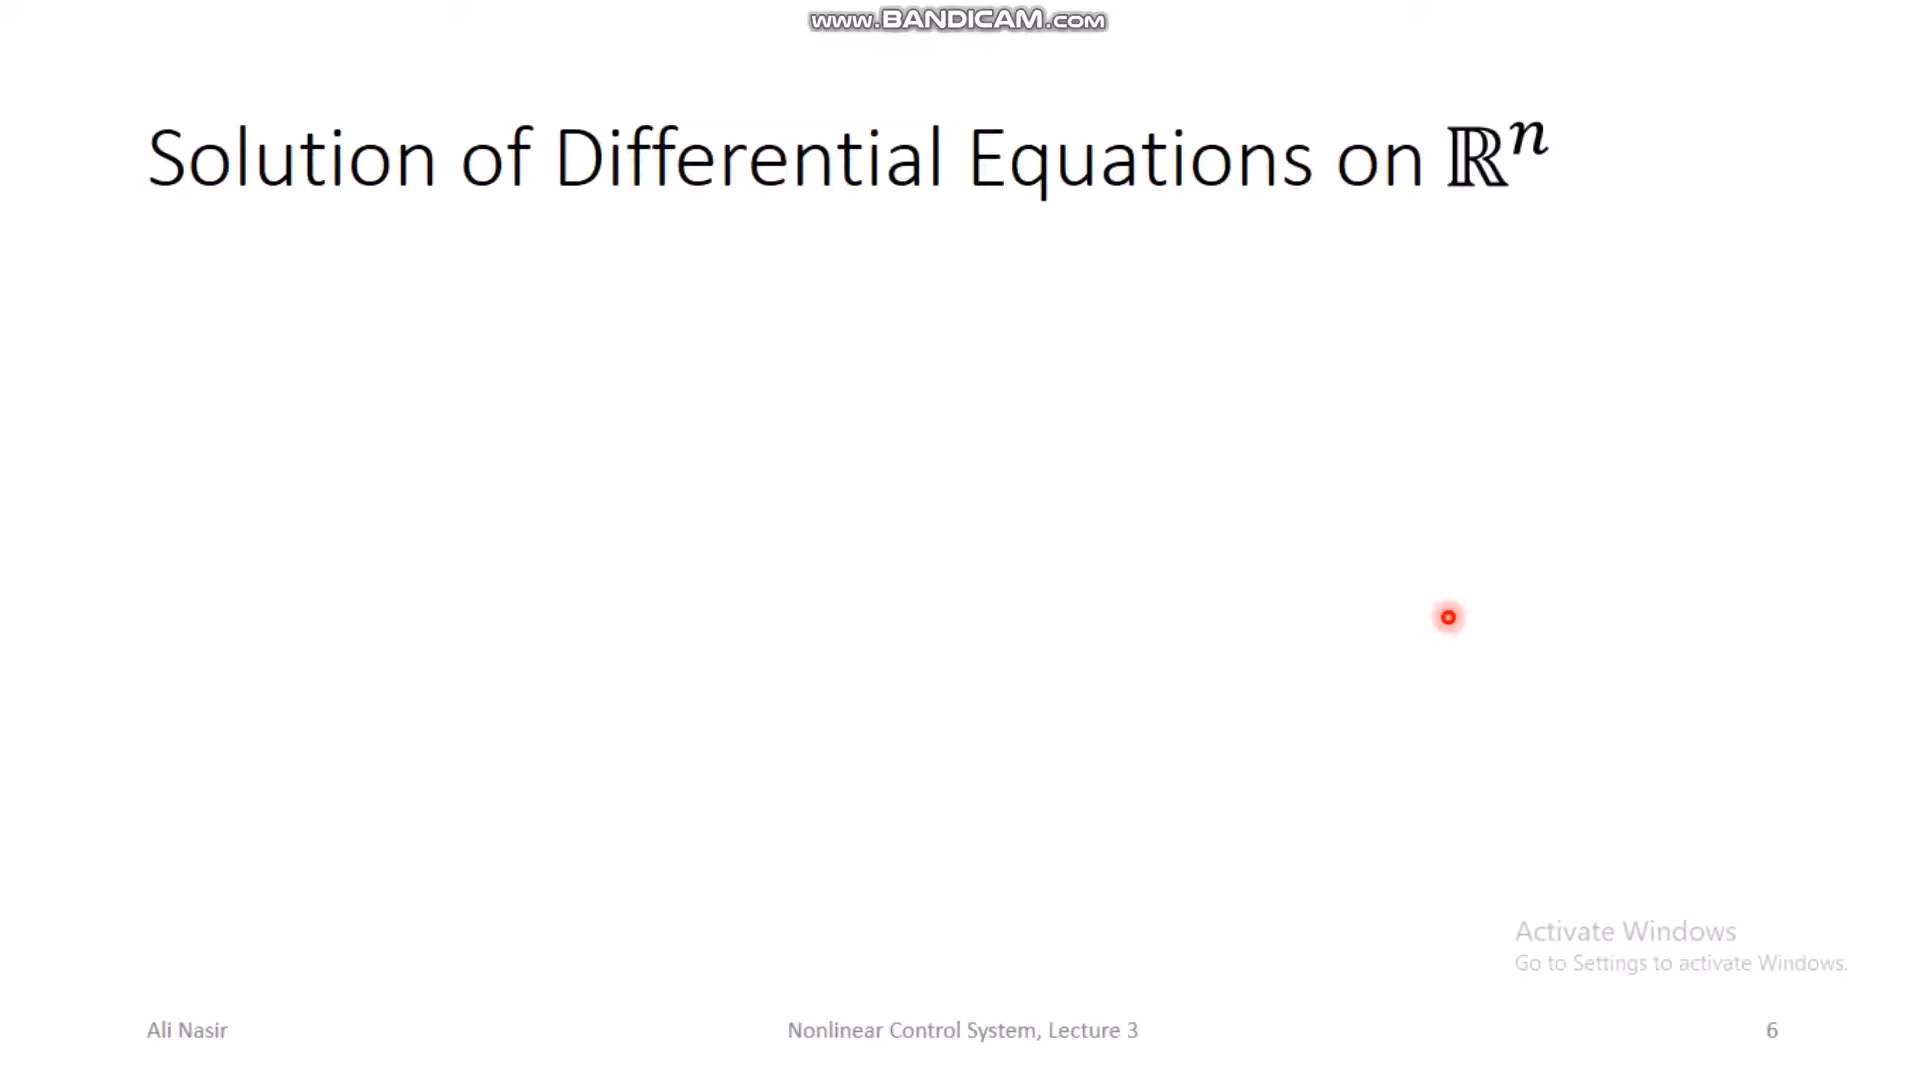 www.BANDICAM.com
Solution of Differential Equations on ℝⁿ
Activate Windows
Go to Settings to activate Windows.
Ali Nasir
Nonlinear Control System, Lecture 3
6